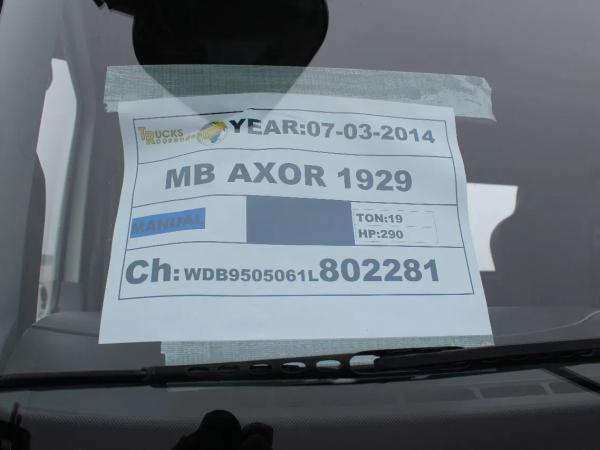 TRUCKS YEAR:07-03-2014
MB AXOR 1929
MANUAL
TON:19
HP:290
Ch:WDB9505061L802281